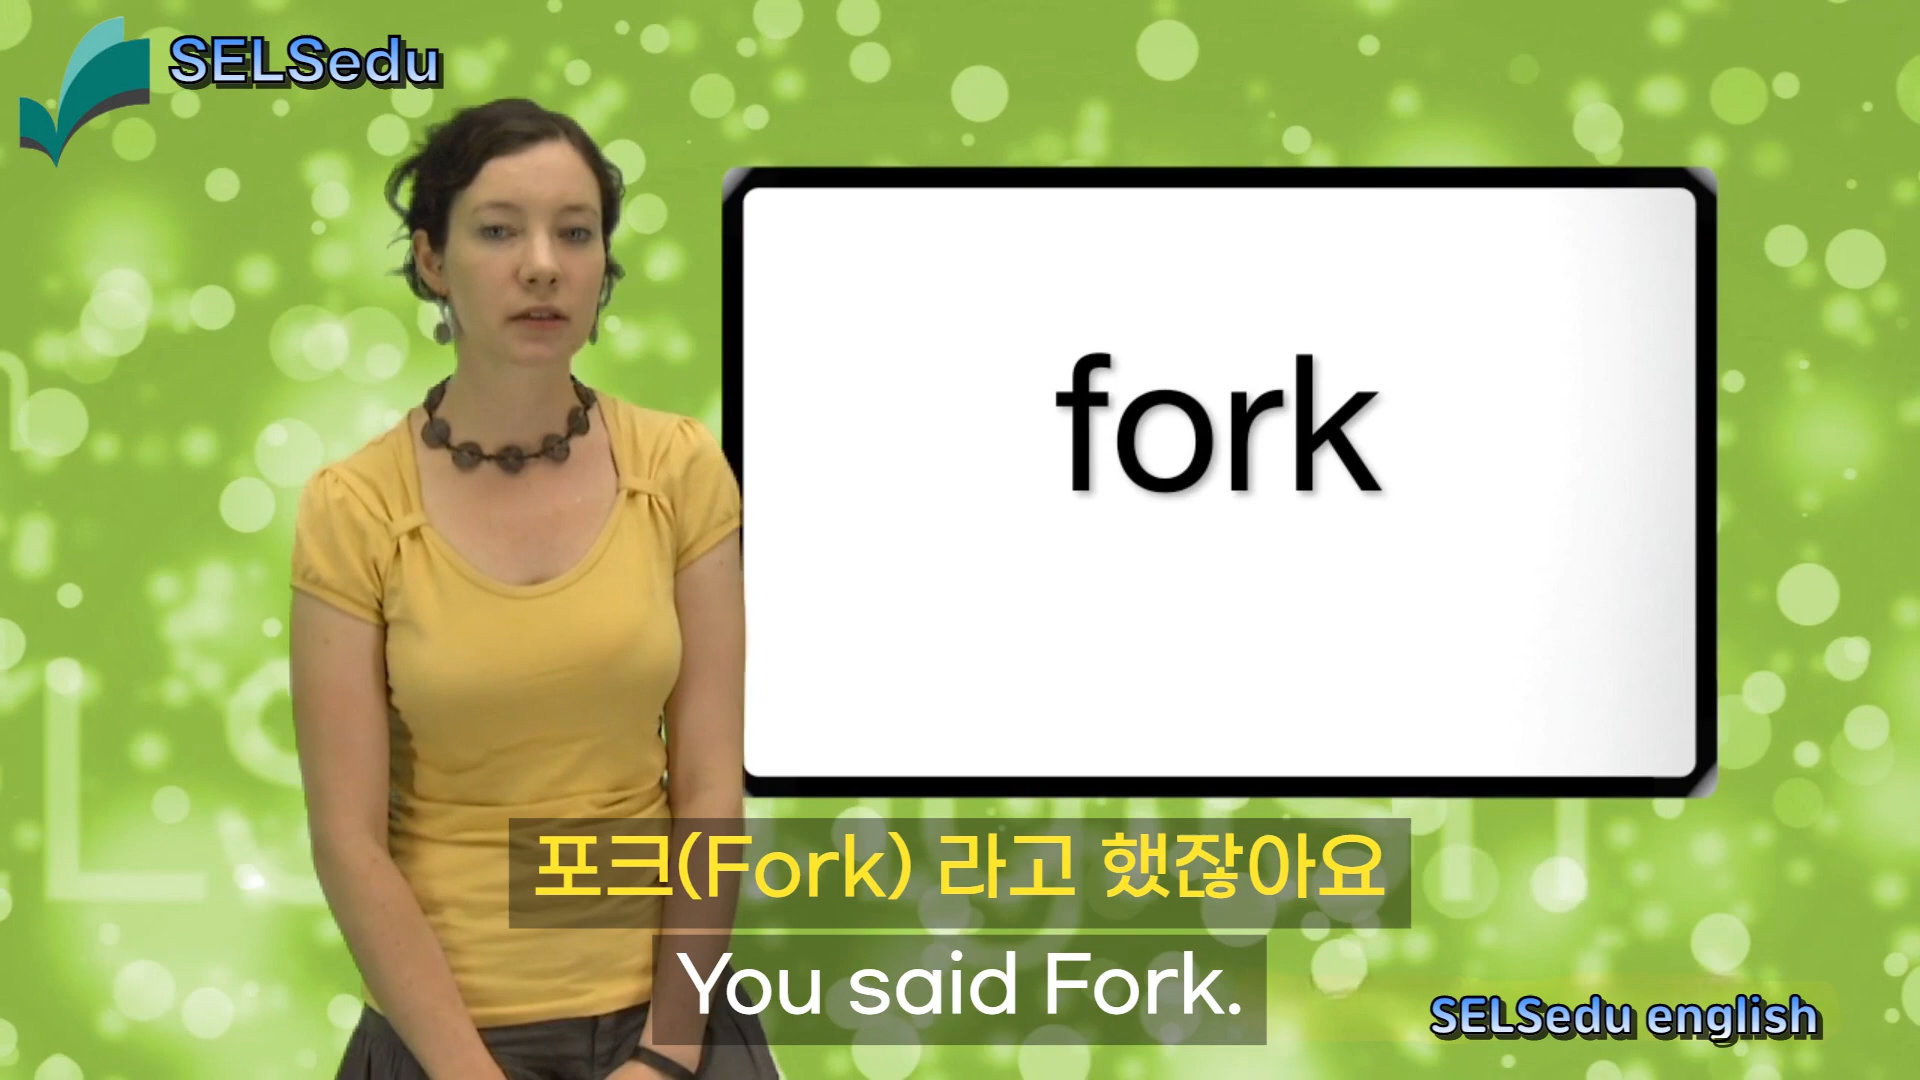 SELSedu
fork
포크(Fork) 라고 했잖아요
You said Fork.
SELSedu english